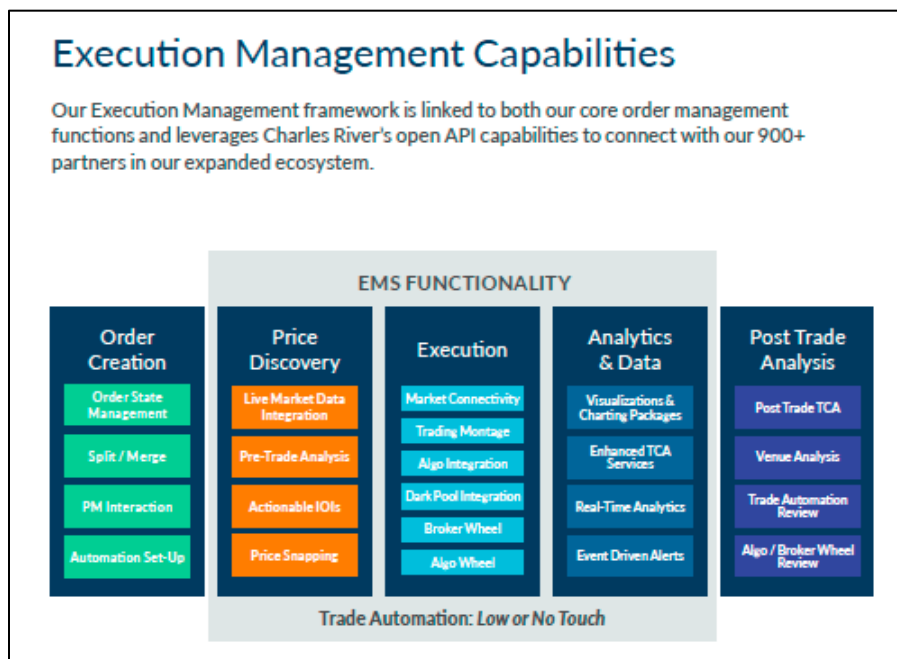 Execution Management Capabilities
Our Execution Management framework is linked to both our core order management
functions and leverages Charles River's open API capabilities to connect with our 900+
partners in our expanded ecosystem.
EMS FUNCTIONALITY
Order
Creation
Order State
Management
Split / Merge
PM Interaction
Automation Set-Up
Price
Discovery
Live Market Data
Integration
Pre-Trade Analysis
Actionable IOIs
Price Snapping
Execution
Market Connectivity
Trading Montage
Algo Integration
Dark Pool Integration
Broker Wheel
Algo Wheel
Analytics
& Data
Visualizations &
Charting Packages
Enhanced TCA
Services
Real-Time Analytics
Event Driven Alerts
Post Trade
Analysis
Post Trade TCA
Venue Analysis
Trade Automation
Review
Algo / Broker Wheel
Review
Trade Automation: Low or No Touch